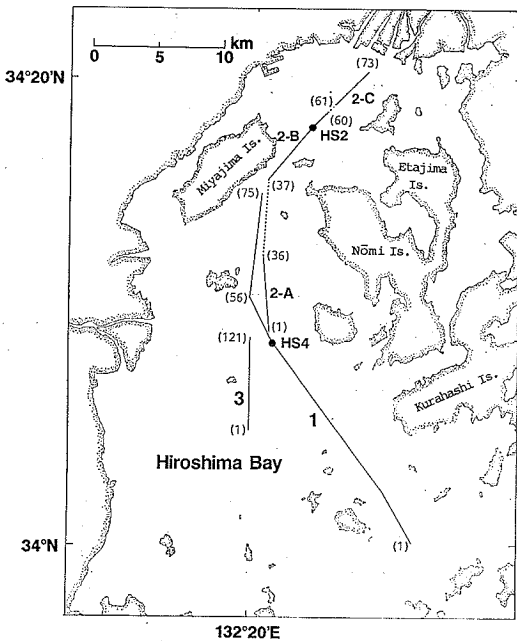 0 5 10 km
34°20'N
(73)
2-C
(61)
(60)
HS2
2-B
Miyajima Is.
Etajima
Is.
(75)
(37)
Nōmi Is.
(36)
2-A
(56)
(1)
(121)
HS4
3
Kurahashi Is.
1
(1)
Hiroshima Bay
34°N
(1)
132°20'E